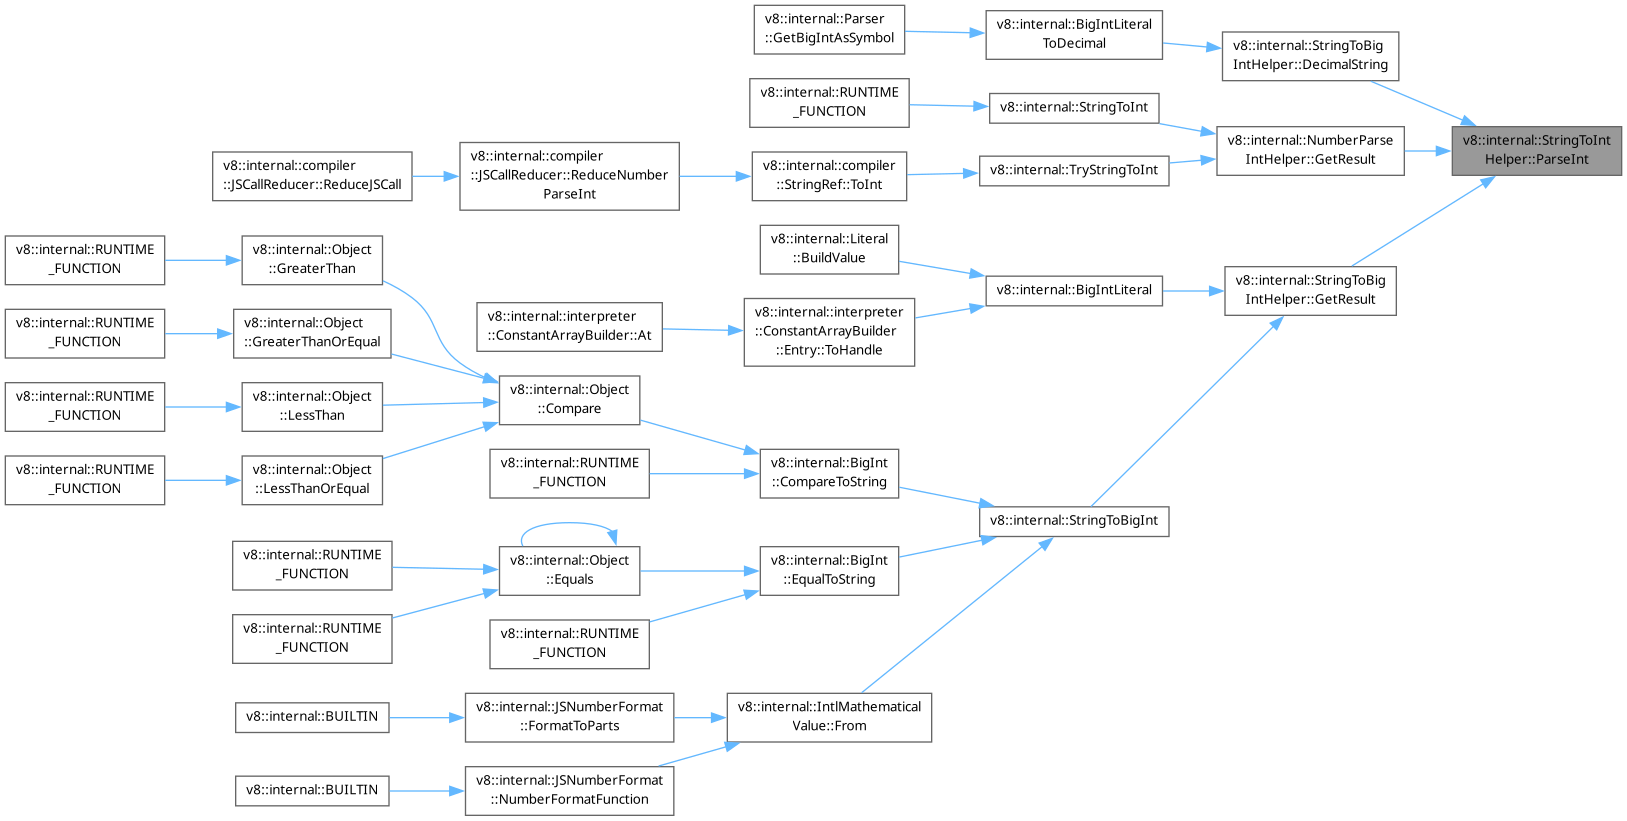 v8::internal::Parser
::GetBigIntAsSymbol
v8::internal::BigIntLiteral
ToDecimal
v8::internal::StringToBig
IntHelper::DecimalString
v8::internal::RUNTIME
_FUNCTION
v8::internal::StringToInt
v8::internal::NumberParse
IntHelper::GetResult
v8::internal::StringToInt
Helper::ParseInt
v8::internal::compiler
::JSCallReducer::ReduceJSCall
v8::internal::compiler
::JSCallReducer::ReduceNumber
ParseInt
v8::internal::compiler
::StringRef::ToInt
v8::internal::TryStringToInt
v8::internal::RUNTIME
_FUNCTION
v8::internal::Object
::GreaterThan
v8::internal::Literal
::BuildValue
v8::internal::BigIntLiteral
v8::internal::StringToBig
IntHelper::GetResult
v8::internal::RUNTIME
_FUNCTION
v8::internal::Object
::GreaterThanOrEqual
v8::internal::interpreter
::ConstantArrayBuilder::At
v8::internal::interpreter
::ConstantArrayBuilder
::Entry::ToHandle
v8::internal::RUNTIME
_FUNCTION
v8::internal::Object
::LessThan
v8::internal::Object
::Compare
v8::internal::RUNTIME
_FUNCTION
v8::internal::Object
::LessThanOrEqual
v8::internal::RUNTIME
_FUNCTION
v8::internal::BigInt
::CompareToString
v8::internal::StringToBigInt
v8::internal::RUNTIME
_FUNCTION
v8::internal::Object
::Equals
v8::internal::BigInt
::EqualToString
v8::internal::RUNTIME
_FUNCTION
v8::internal::RUNTIME
_FUNCTION
v8::internal::BUILTIN
v8::internal::JSNumberFormat
::FormatToParts
v8::internal::IntlMathematical
Value::From
v8::internal::BUILTIN
v8::internal::JSNumberFormat
::NumberFormatFunction